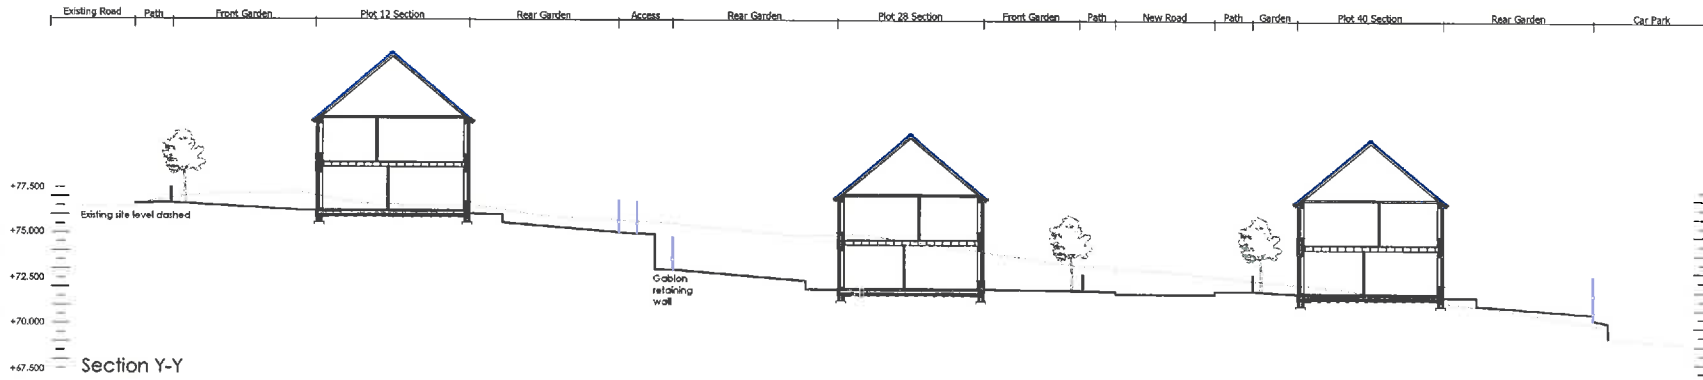 Existing Road Path Front Garden Plot 12 Section Rear Garden Access Rear Garden Plot 28 Section Front Garden Path New Road Path Garden Plot 40 Section Rear Garden Car Park
+77.500
Existing site level dashed
+75.000
+72.500
Gabion
retaining
wall
+70.000
+67.500
Section Y-Y